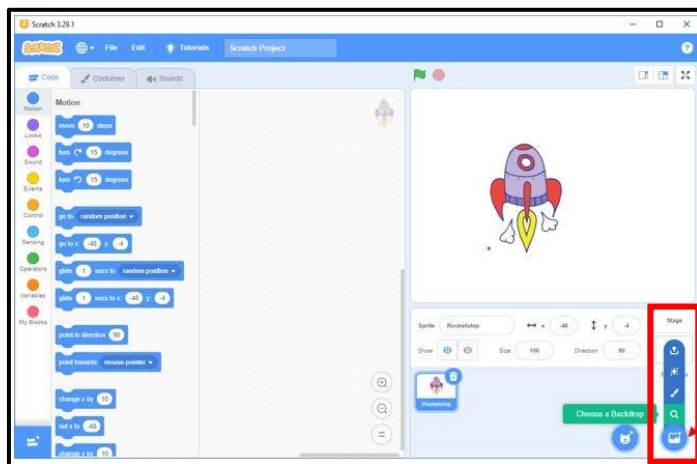 Scratch 3.29.1
SCRATCH File Edit Tutorials Scratch Project
Code Costumes Sounds
Motion
Looks
Sound
Events
Control
Sensing
Operators
Variables
My Blocks
Motion
move 10 steps
turn 15 degrees
turn 15 degrees
go to random position
go to x: -48 y: -4
glide 1 secs to random position
glide 1 secs to x: -48 y: -4
point in direction 90
point towards mouse-pointer
change x by 10
set x to -48
change y by 10
Sprite Rocketship x -48 y -4
Show Size 100 Direction 90
Rocketship
Stage
Choose a Backdrop